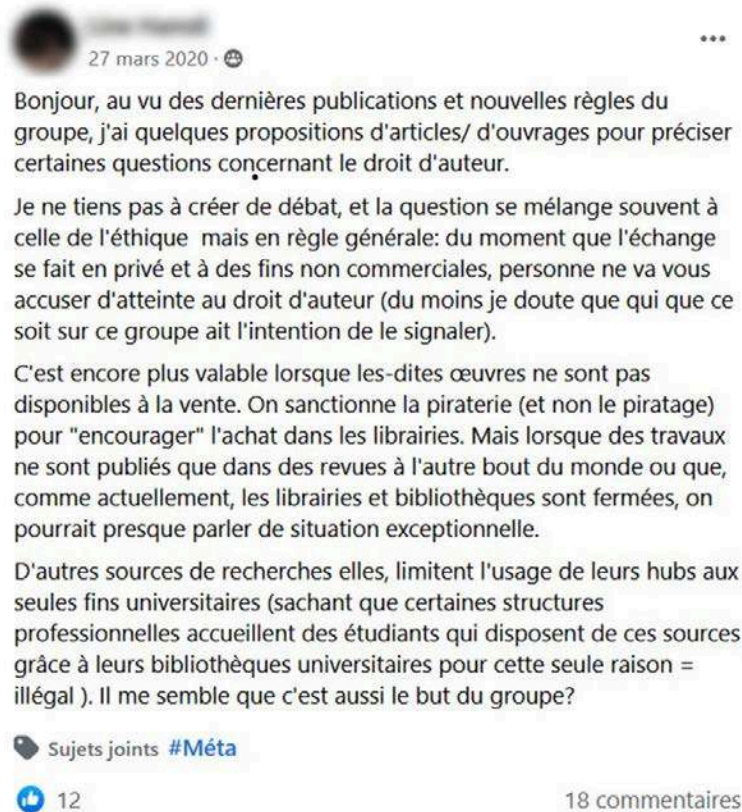 27 mars 2020 ·
Bonjour, au vu des dernières publications et nouvelles règles du
groupe, j'ai quelques propositions d'articles/ d'ouvrages pour préciser
certaines questions concernant le droit d'auteur.
Je ne tiens pas à créer de débat, et la question se mélange souvent à
celle de l'éthique mais en règle générale: du moment que l'échange
se fait en privé et à des fins non commerciales, personne ne va vous
accuser d'atteinte au droit d'auteur (du moins je doute que qui que ce
soit sur ce groupe ait l'intention de le signaler).
C'est encore plus valable lorsque les-dites œuvres ne sont pas
disponibles à la vente. On sanctionne la piraterie (et non le piratage)
pour "encourager" l'achat dans les librairies. Mais lorsque des travaux
ne sont publiés que dans des revues à l'autre bout du monde ou que,
comme actuellement, les librairies et bibliothèques sont fermées, on
pourrait presque parler de situation exceptionnelle.
D'autres sources de recherches elles, limitent l'usage de leurs hubs aux
seules fins universitaires (sachant que certaines structures
professionnelles accueillent des étudiants qui disposent de ces sources
grâce à leurs bibliothèques universitaires pour cette seule raison =
illégal ). Il me semble que c'est aussi le but du groupe?
Sujets joints #Méta
12 18 commentaires